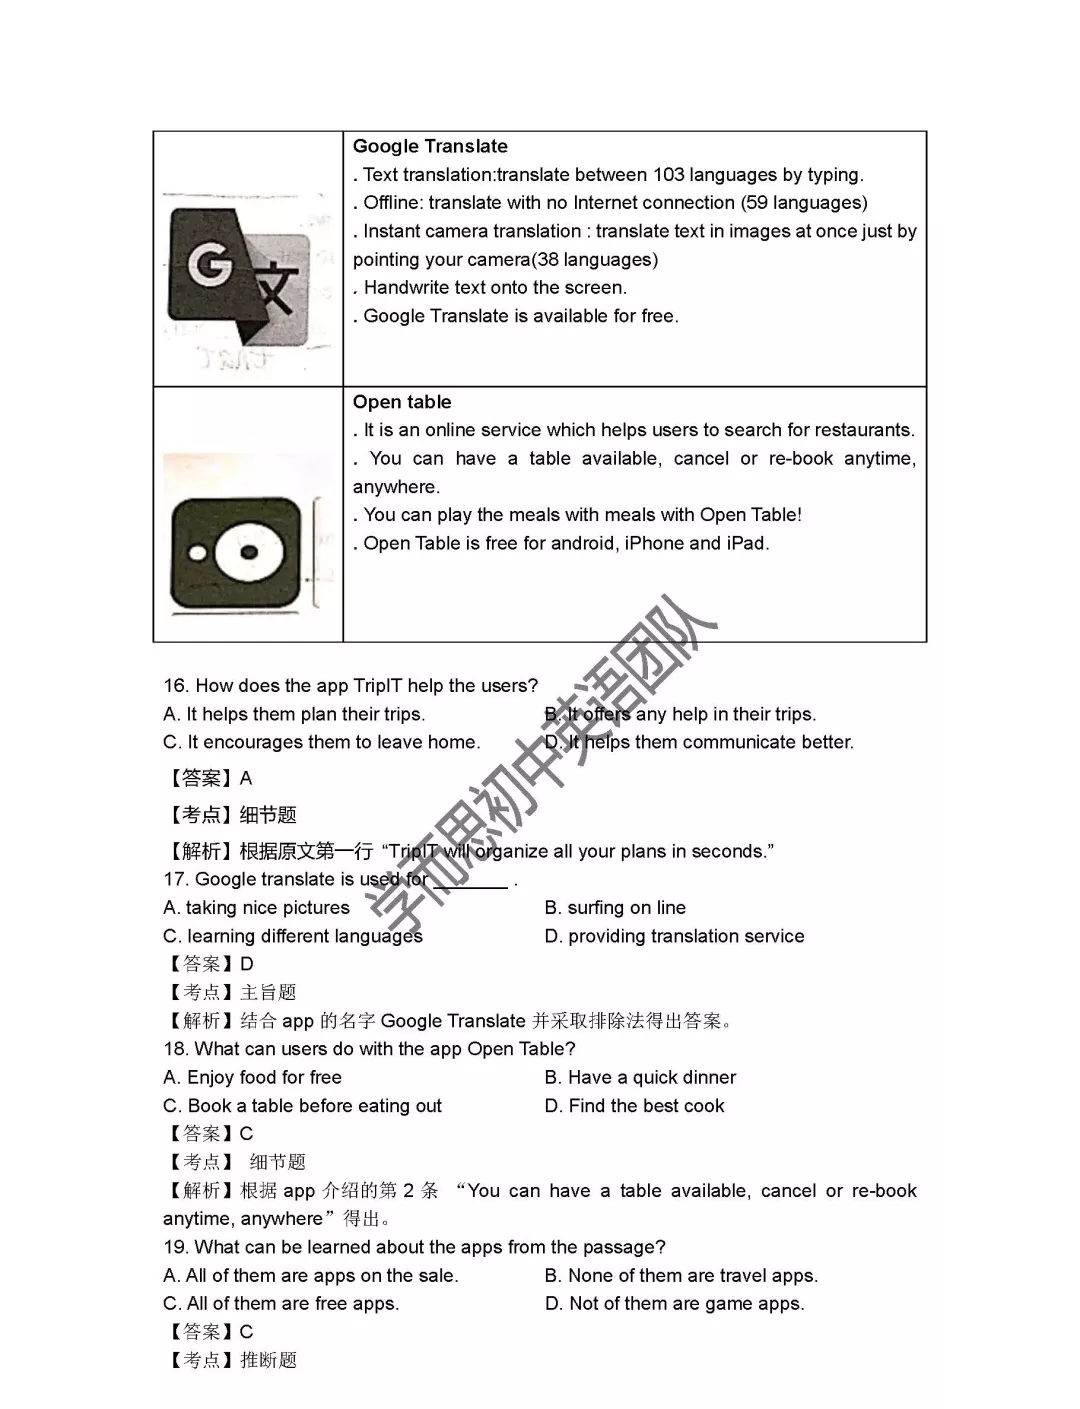 Google Translate
. Text translation:translate between 103 languages by typing.
. Offline: translate with no Internet connection (59 languages)
. Instant camera translation : translate text in images at once just by
pointing your camera(38 languages)
. Handwrite text onto the screen.
. Google Translate is available for free.
G
文
Open table
. It is an online service which helps users to search for restaurants.
. You can have a table available, cancel or re-book anytime,
anywhere.
. You can play the meals with meals with Open Table!
. Open Table is free for android, iPhone and iPad.
学而思初中英语团队
16. How does the app TripIT help the users?
A. It helps them plan their trips. B. It offers any help in their trips.
C. It encourages them to leave home. D. It helps them communicate better.
【答案】A
【考点】细节题
【解析】根据原文第一行 “TripIT will organize all your plans in seconds.”
17. Google translate is used for _______ .
A. taking nice pictures B. surfing on line
C. learning different languages D. providing translation service
【答案】D
【考点】主旨题
【解析】结合 app 的名字 Google Translate 并采取排除法得出答案。
18. What can users do with the app Open Table?
A. Enjoy food for free B. Have a quick dinner
C. Book a table before eating out D. Find the best cook
【答案】C
【考点】 细节题
【解析】根据 app 介绍的第 2 条 “You can have a table available, cancel or re-book
anytime, anywhere”得出。
19. What can be learned about the apps from the passage?
A. All of them are apps on the sale. B. None of them are travel apps.
C. All of them are free apps. D. Not of them are game apps.
【答案】C
【考点】推断题